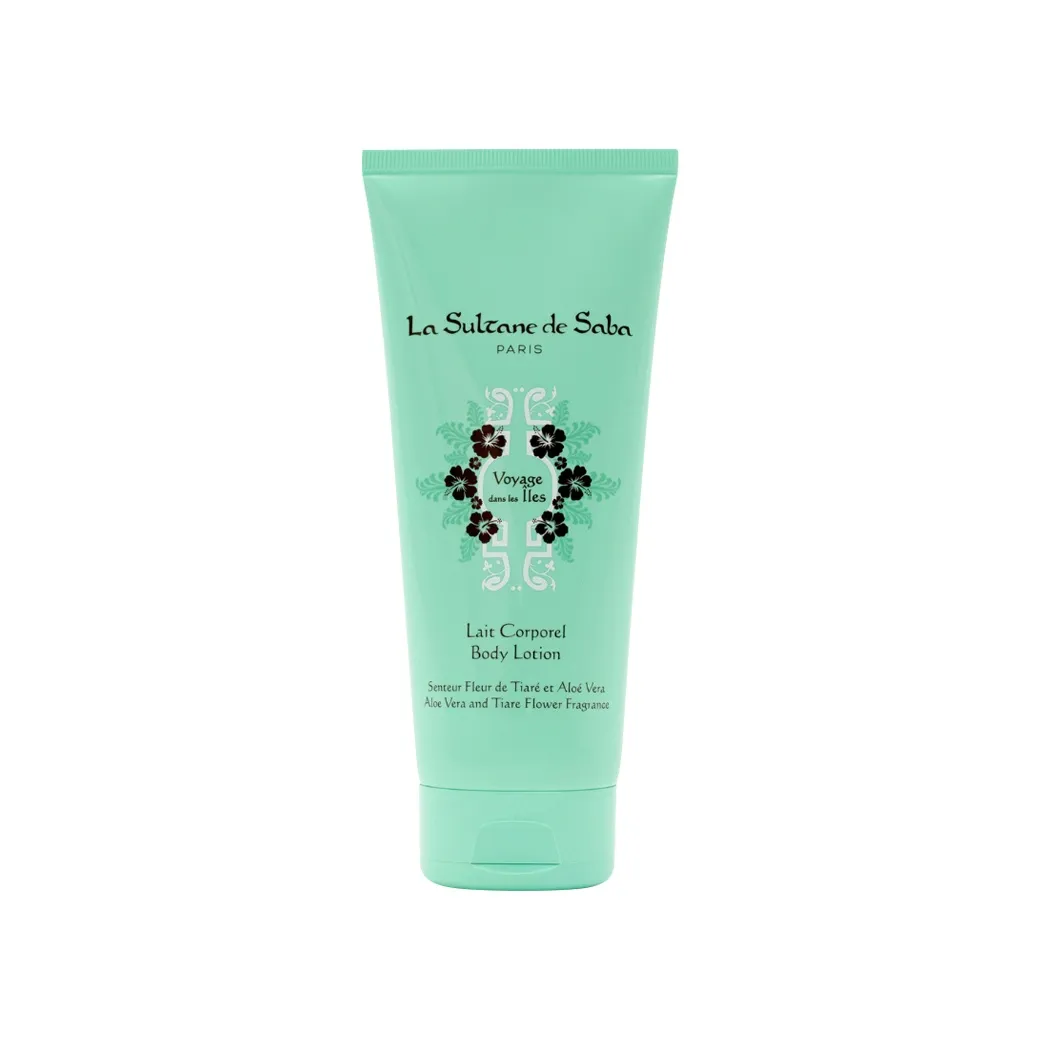 La Sultane de Saba
PARIS
Voyage
dans les Îles
Lait Corporel
Body Lotion
Senteur Fleur de Tiaré et Aloé Vera
Aloe Vera and Tiare Flower Fragrance